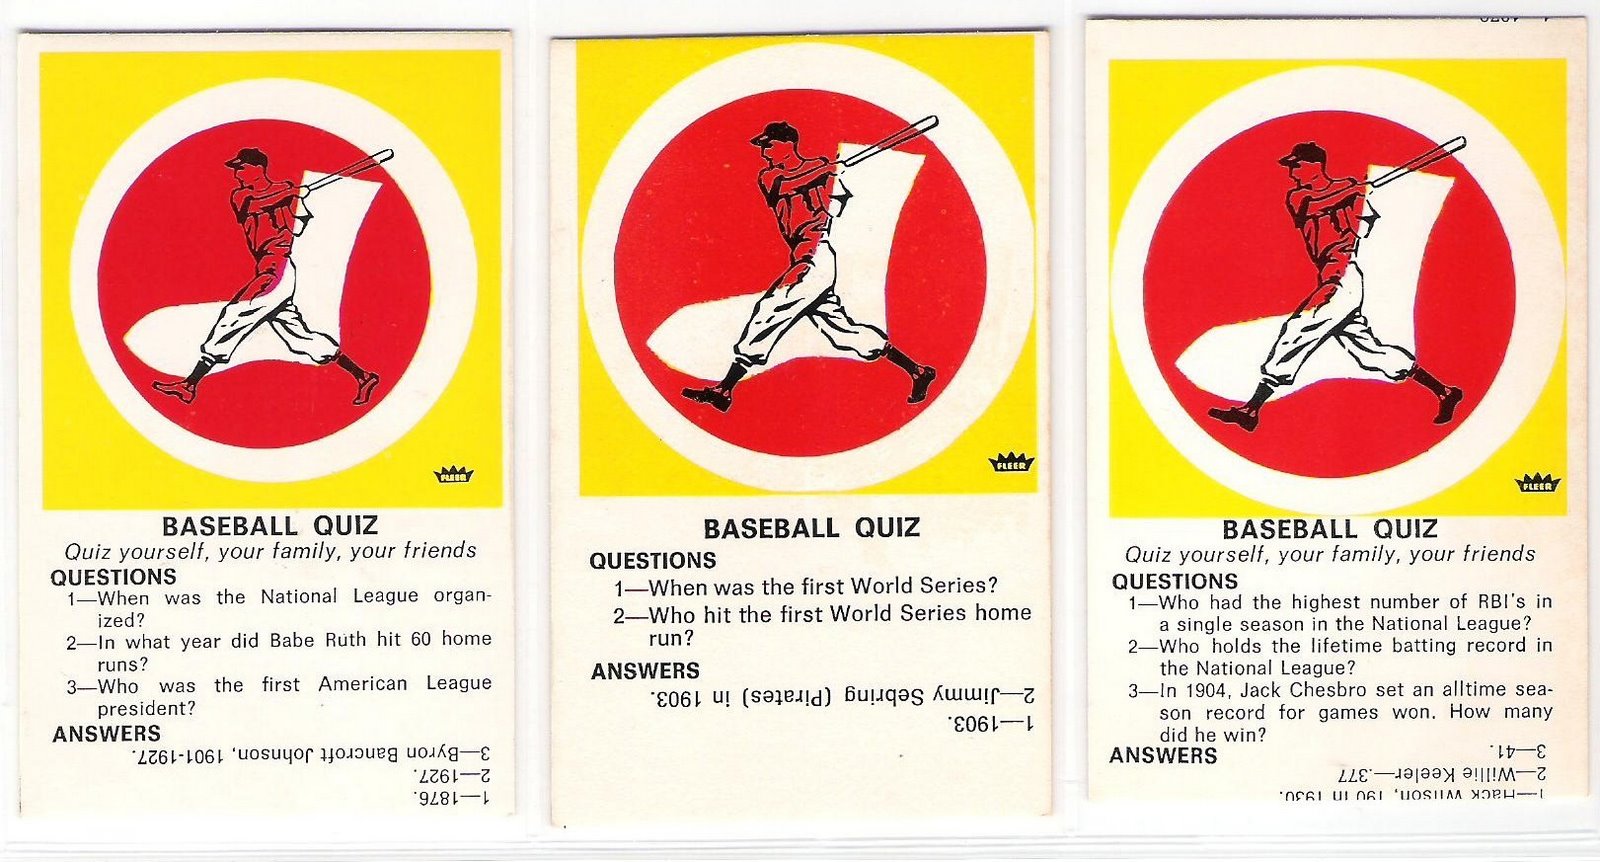 FLEER
BASEBALL QUIZ
Quiz yourself, your family, your friends
QUESTIONS
1—When was the National League organ-
ized?
2—In what year did Babe Ruth hit 60 home
runs?
3—Who was the first American League
president?
ANSWERS
3—Byron Bancroft Johnson, 1901-1927.
2—1927.
1—1876.
FLEER
BASEBALL QUIZ
QUESTIONS
1—When was the first World Series?
2—Who hit the first World Series home
run?
ANSWERS
2—Jimmy Sebring (Pirates) in 1903.
1—1903.
FLEER
BASEBALL QUIZ
Quiz yourself, your family, your friends
QUESTIONS
1—Who had the highest number of RBI's in
a single season in the National League?
2—Who holds the lifetime batting record in
the National League?
3—In 1904, Jack Chesbro set an alltime sea-
son record for games won. How many
did he win?
ANSWERS
3—41.
2—Willie Keeler—.377
1—Hack Wilson, 190 in 1930.